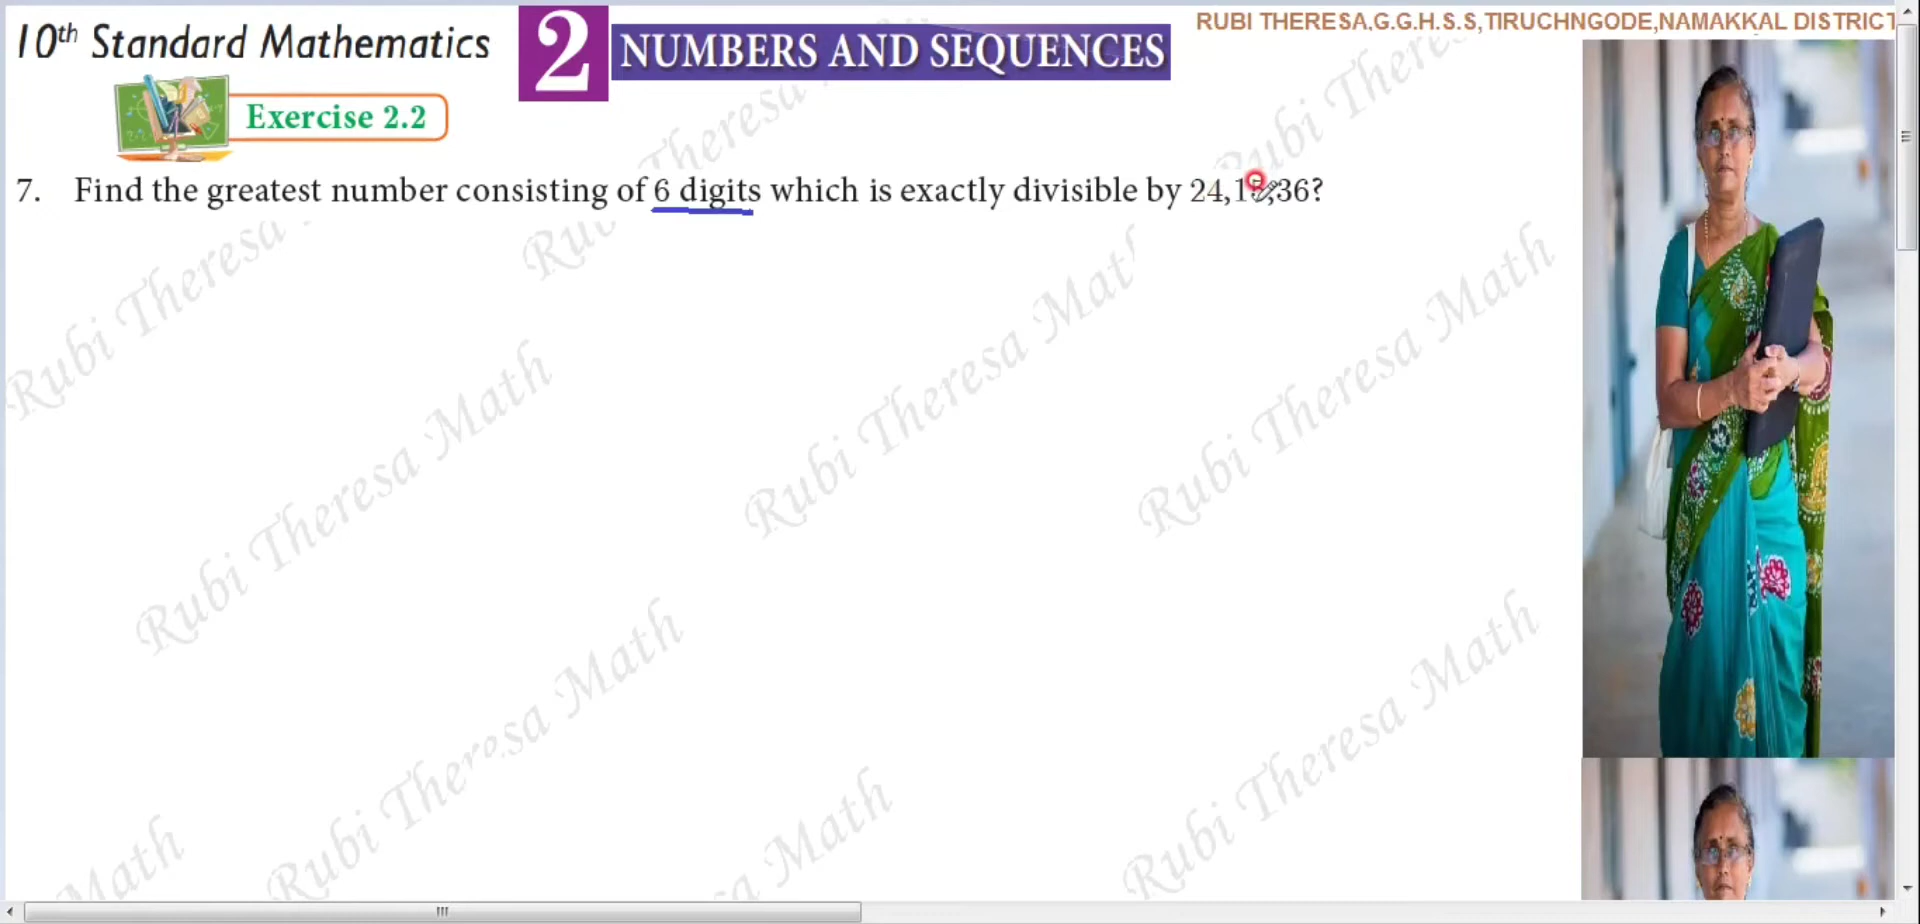 10th Standard Mathematics
2
NUMBERS AND SEQUENCES
RUBI THERESA,G.G.H.S.S,TIRUCHNGODE,NAMAKKAL DISTRICT
Exercise 2.2
7. Find the greatest number consisting of 6 digits which is exactly divisible by 24, ,36?
Theresa
Rubi
Rubi Theresa
Rubi Theresa Math
Rubi Theresa Math
Rubi Theresa Math
Rubi Theresa Math
Rubi Theresa Math
Math
Math